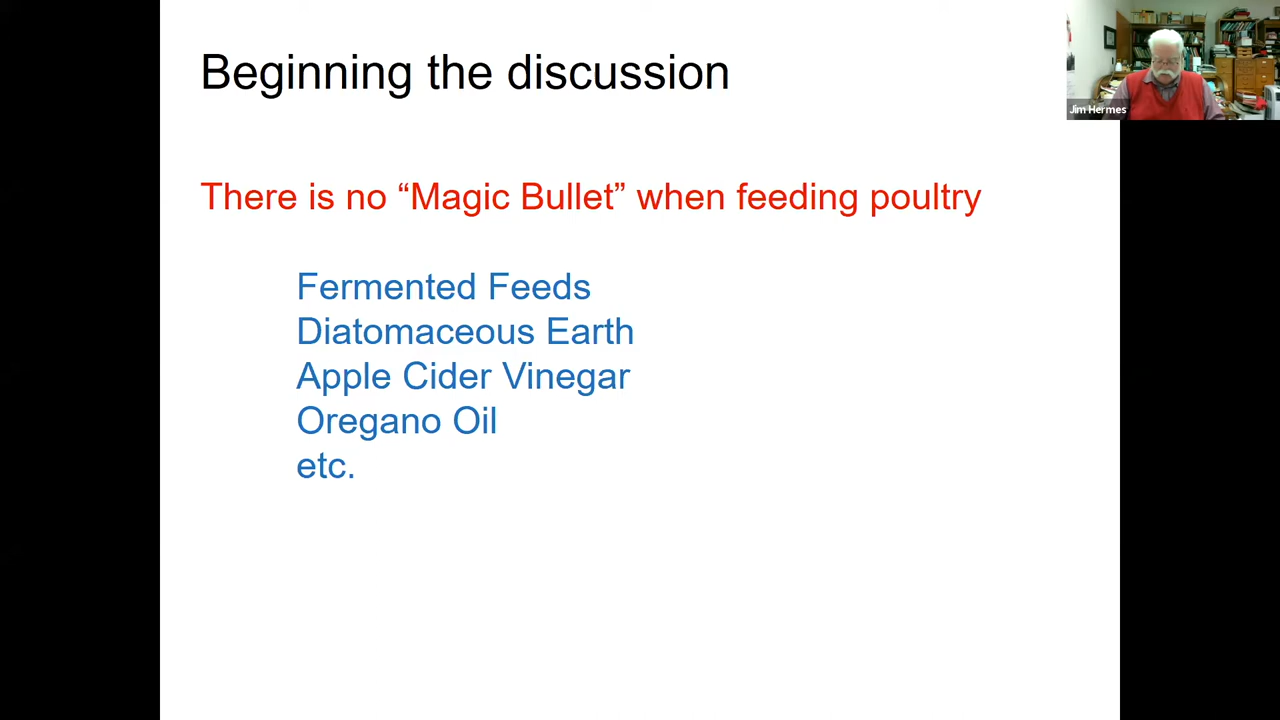 Beginning the discussion
Jim Hermes
There is no “Magic Bullet” when feeding poultry
Fermented Feeds
Diatomaceous Earth
Apple Cider Vinegar
Oregano Oil
etc.